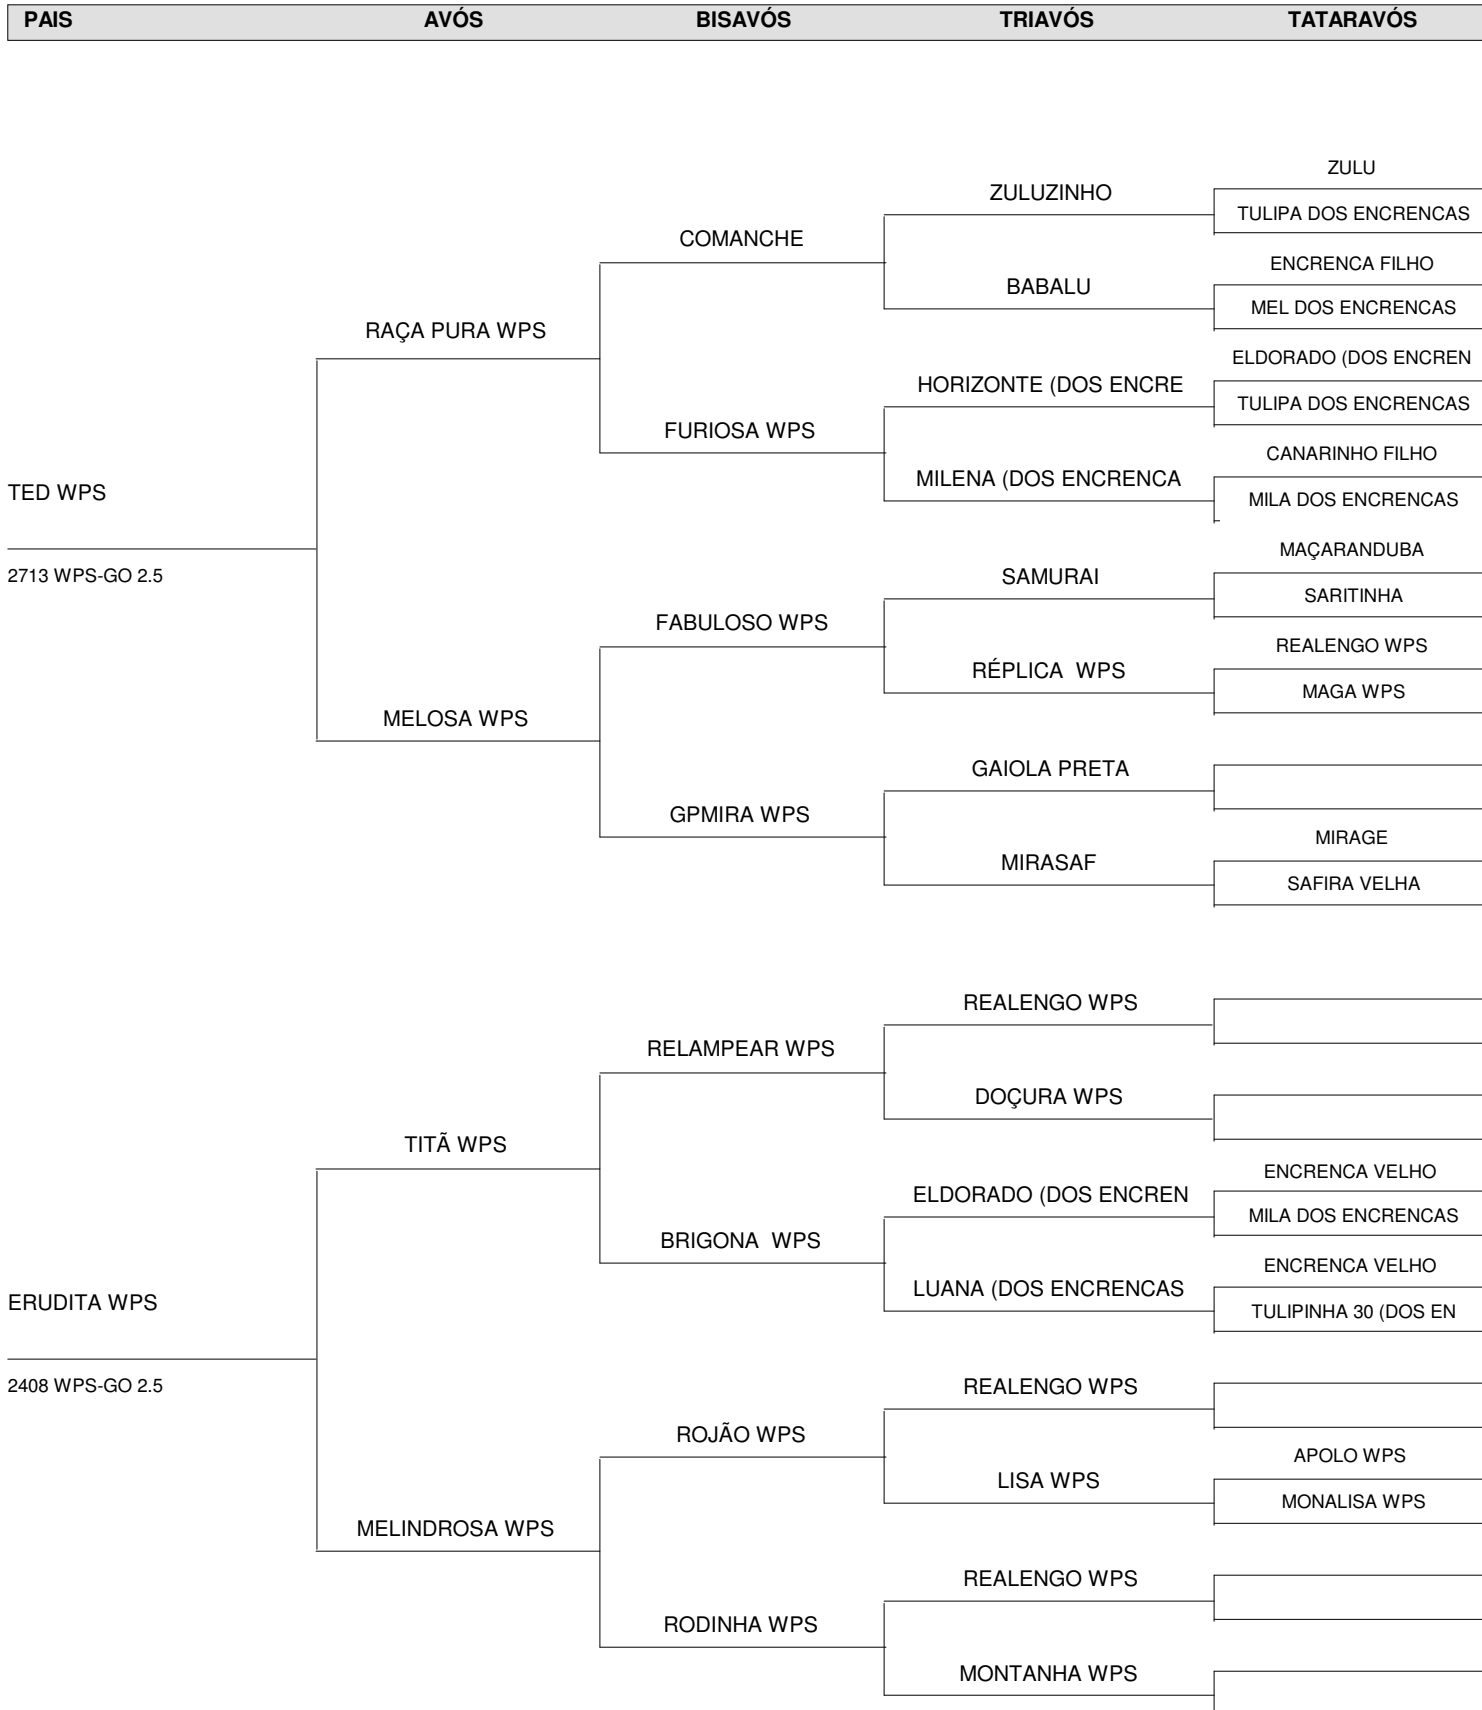 PAIS AVÓS BISAVÓS TRIAVÓS TATARAVÓS
ZULU
ZULUZINHO
TULIPA DOS ENCRENCAS
COMANCHE
ENCRENCA FILHO
BABALU
MEL DOS ENCRENCAS
RAÇA PURA WPS
ELDORADO (DOS ENCREN
HORIZONTE (DOS ENCRE
TULIPA DOS ENCRENCAS
FURIOSA WPS
CANARINHO FILHO
MILENA (DOS ENCRENCA
TED WPS
MILA DOS ENCRENCAS
MAÇARANDUBA
2713 WPS-GO 2.5
SAMURAI
SARITINHA
FABULOSO WPS
REALENGO WPS
RÉPLICA  WPS
MAGA WPS
MELOSA WPS
GAIOLA PRETA
GPMIRA WPS
MIRAGE
MIRASAF
SAFIRA VELHA
REALENGO WPS
RELAMPEAR WPS
DOÇURA WPS
TITÃ WPS
ENCRENCA VELHO
ELDORADO (DOS ENCREN
MILA DOS ENCRENCAS
BRIGONA  WPS
ENCRENCA VELHO
LUANA (DOS ENCRENCAS
ERUDITA WPS
TULIPINHA 30 (DOS EN
2408 WPS-GO 2.5
REALENGO WPS
ROJÃO WPS
APOLO WPS
LISA WPS
MONALISA WPS
MELINDROSA WPS
REALENGO WPS
RODINHA WPS
MONTANHA WPS